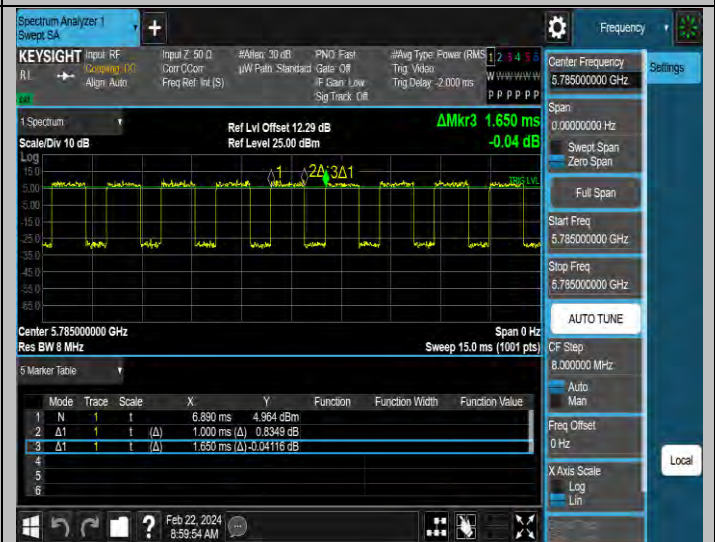 Spectrum Analyzer 1
Swept SA
+
Frequency
KEYSIGHT Input: RF Input Z: 50 Ω #Atten: 30 dB PNO: Fast #Avg Type: Power (RMS 1 2 3 4 5 6
RL Coupling: DC Corr CCorr µW Path: Standard Gate: Off Trig: Video W W W W W W
Align: Auto Freq Ref: Int (S) IF Gain: Low Trig Delay: -2.000 ms P P P P P P
Sig Track: Off
1 Spectrum
Ref Lvl Offset 12.29 dB
ΔMkr3 1.650 ms
Scale/Div 10 dB
Ref Level 25.00 dBm
-0.04 dB
Log
15.0
1 2Δ 3Δ1
TRIG LVL
5.00
-5.00
-15.0
-25.0
-35.0
-45.0
-55.0
-65.0
Center 5.785000000 GHz
Span 0 Hz
Res BW 8 MHz
Sweep 15.0 ms (1001 pts)
5 Marker Table
Mode Trace Scale X Y Function Function Width Function Value
1 N 1 t 6.890 ms 4.964 dBm
2 Δ1 1 t (Δ) 1.000 ms (Δ) 0.8349 dB
3 Δ1 1 t (Δ) 1.650 ms (Δ) -0.04116 dB
4
5
6
Center Frequency
5.785000000 GHz
Settings
Span
0.00000000 Hz
Swept Span
Zero Span
Full Span
Start Freq
5.785000000 GHz
Stop Freq
5.785000000 GHz
AUTO TUNE
CF Step
8.000000 MHz
Auto
Man
Freq Offset
0 Hz
X Axis Scale
Log
Lin
Local
?
Feb 22, 2024
8:59:54 AM